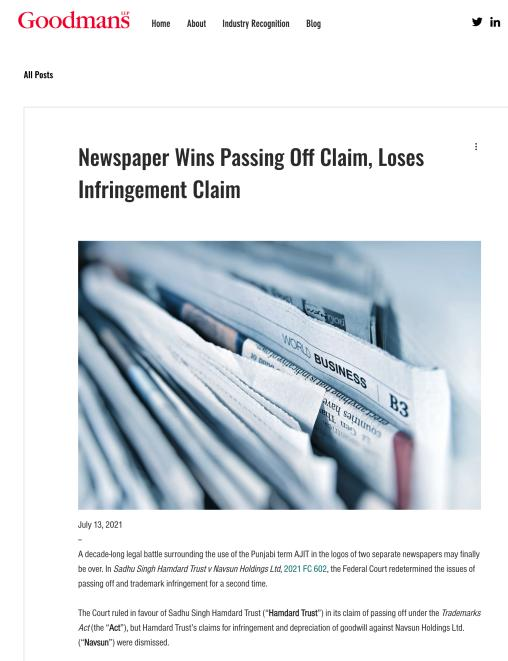 Goodmans LLP
Home About Industry Recognition Blog
All Posts
Newspaper Wins Passing Off Claim, Loses
Infringement Claim
WORLD BUSINESS B3
countries have
July 13, 2021
–
A decade-long legal battle surrounding the use of the Punjabi term AJIT in the logos of two separate newspapers may finally
be over. In Sadhu Singh Hamdard Trust v Navsun Holdings Ltd, 2021 FC 602, the Federal Court redetermined the issues of
passing off and trademark infringement for a second time.
The Court ruled in favour of Sadhu Singh Hamdard Trust (“Hamdard Trust”) in its claim of passing off under the Trademarks
Act (the “Act”), but Hamdard Trust’s claims for infringement and depreciation of goodwill against Navsun Holdings Ltd.
(“Navsun”) were dismissed.